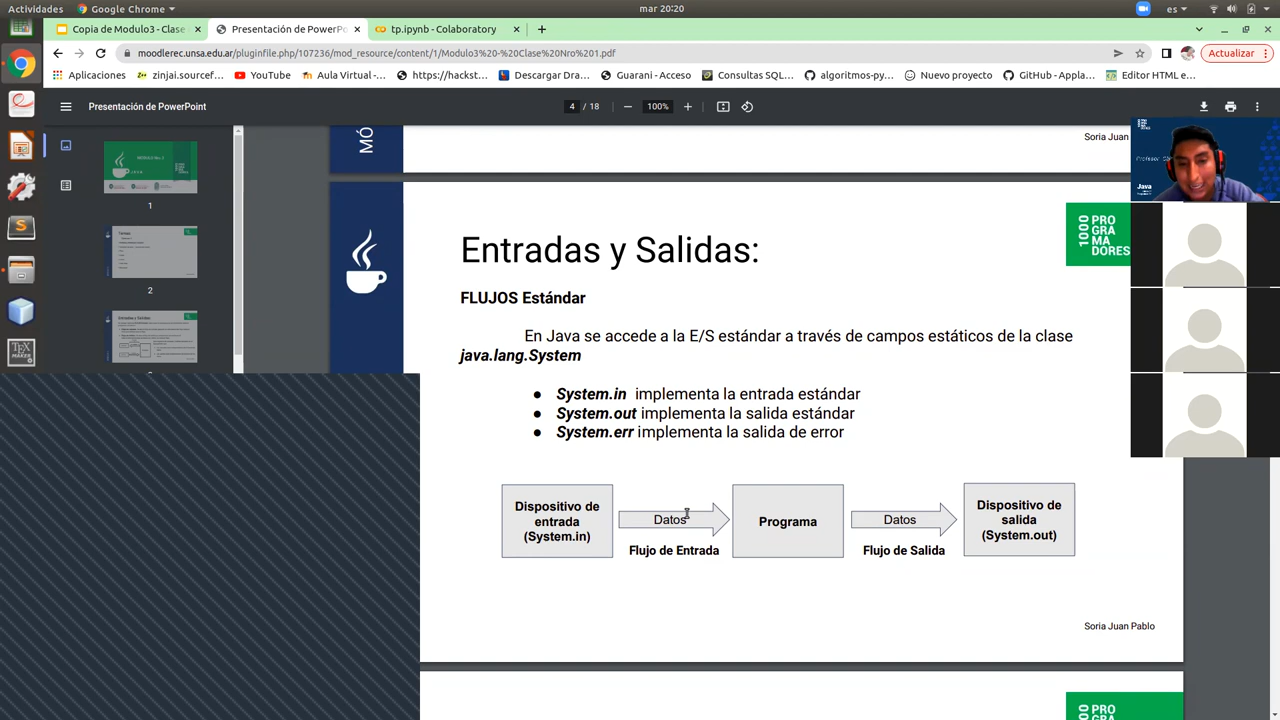 Actividades
Google Chrome
mar 20:20
es
Copia de Modulo3 - Clase
Presentación de PowerPo
tp.ipynb - Colaboratory
moodlerec.unsa.edu.ar/pluginfile.php/107236/mod_resource/content/1/Modulo3%20-%20Clase%20Nro%201.pdf
Actualizar
Aplicaciones
zinjai.sourcef...
YouTube
Aula Virtual -...
https://hackst...
Descargar Dra...
Guarani - Acceso
Consultas SQL...
algoritmos-py...
Nuevo proyecto
GitHub - Appla...
Editor HTML e...
Presentación de PowerPoint
4 / 18
100%
1
2
MÓ
Soria Juan
Entradas y Salidas:
1000
PRO
GRA
MA
DORES
FLUJOS Estándar
En Java se accede a la E/S estándar a través de campos estáticos de la clase
java.lang.System
● System.in implementa la entrada estándar
● System.out implementa la salida estándar
● System.err implementa la salida de error
Dispositivo de
entrada
(System.in)
Datos
Flujo de Entrada
Programa
Datos
Flujo de Salida
Dispositivo de
salida
(System.out)
Soria Juan Pablo
PRO
GRA
Java